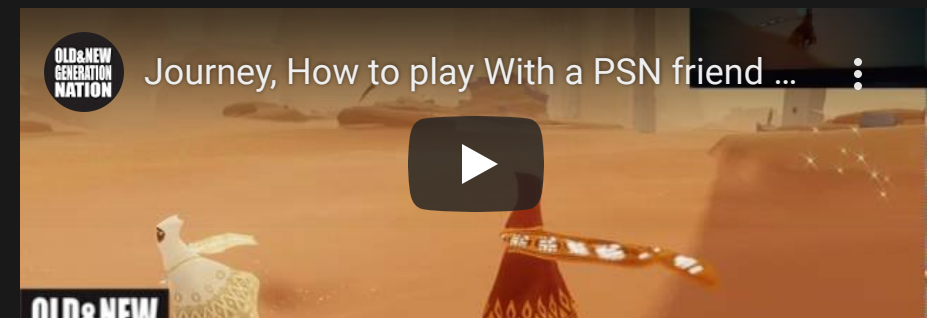 OLD&NEW
GENERATION
NATION
Journey, How to play With a PSN friend ...
OLD&NEW